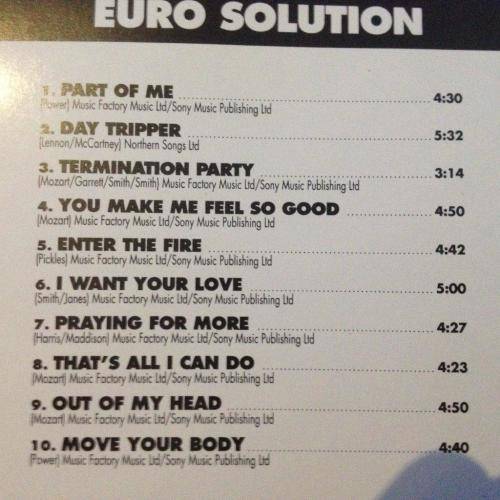 EURO SOLUTION
1. PART OF ME 4:30
(Power) Music Factory Music Ltd/Sony Music Publishing Ltd
2. DAY TRIPPER 5:32
(Lennon/McCartney) Northern Songs Ltd
3. TERMINATION PARTY 3:14
(Mozart/Garrett/Smith/Smith) Music Factory Music Ltd/Sony Music Publishing Ltd
4. YOU MAKE ME FEEL SO GOOD 4:50
(Mozart) Music Factory Music Ltd/Sony Music Publishing Ltd
5. ENTER THE FIRE 4:42
(Pickles) Music Factory Music Ltd/Sony Music Publishing Ltd
6. I WANT YOUR LOVE 5:00
(Smith/Janes) Music Factory Music Ltd/Sony Music Publishing Ltd
7. PRAYING FOR MORE 4:27
(Harris/Maddison) Music Factory Music Ltd/Sony Music Publishing Ltd
8. THAT'S ALL I CAN DO 4:23
(Mozart) Music Factory Music Ltd/Sony Music Publishing Ltd
9. OUT OF MY HEAD 4:50
(Mozart) Music Factory Music Ltd/Sony Music Publishing Ltd
10. MOVE YOUR BODY 4:40
(Power) Music Factory Music Ltd/Sony Music Publishing Ltd